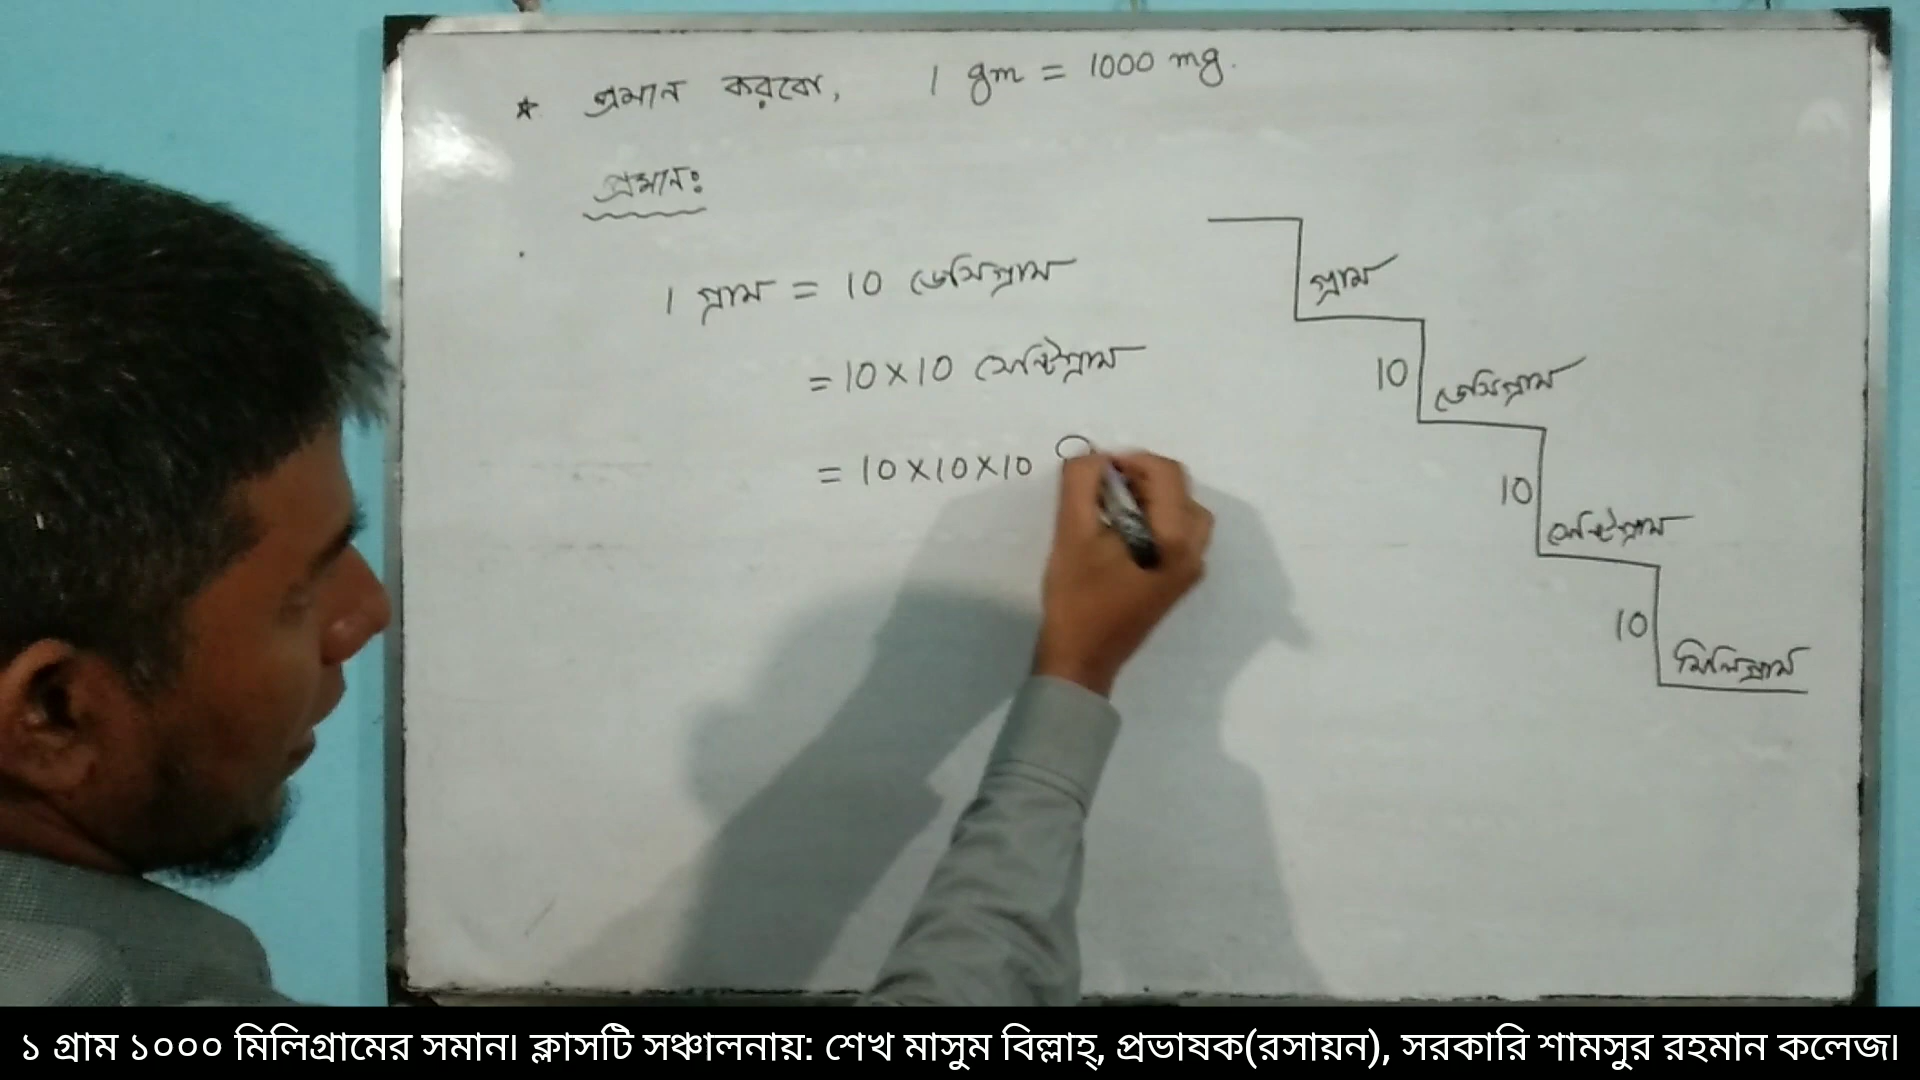 * প্রমান করবো, 1 gm = 1000 mg.
প্রমান:
1 গ্রাম = 10 ডেসিগ্রাম
= 10 × 10 সেন্টিগ্রাম
= 10 × 10 × 10
গ্রাম
10 ডেসিগ্রাম
10 সেন্টিগ্রাম
10 মিলিগ্রাম
১ গ্রাম ১০০০ মিলিগ্রামের সমান। ক্লাসটি সঞ্চালনায়: শেখ মাসুম বিল্লাহ্, প্রভাষক(রসায়ন), সরকারি শামসুর রহমান কলেজ।